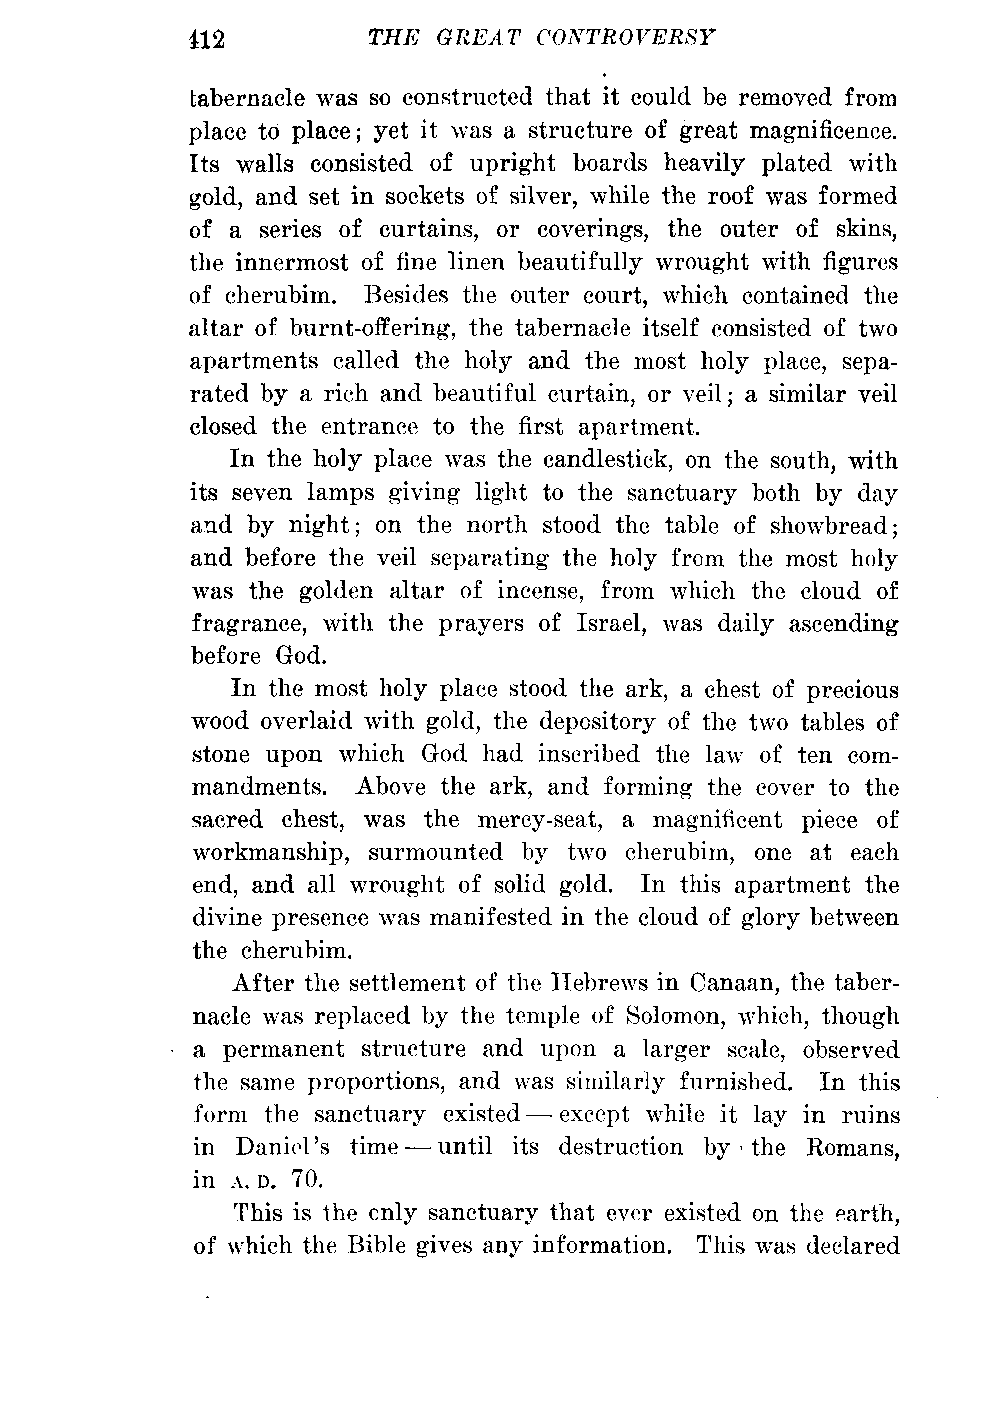 412 THE GREAT CONTROVERSY
tabernacle was so constructed that it could be removed from
place to place; yet it was a structure of great magnificence.
Its walls consisted of upright boards heavily plated with
gold, and set in sockets of silver, while the roof was formed
of a series of curtains, or coverings, the outer of skins,
the innermost of fine linen beautifully wrought with figures
of cherubim. Besides the outer court, which contained the
altar of burnt-offering, the tabernacle itself consisted of two
apartments called the holy and the most holy place, sepa-
rated by a rich and beautiful curtain, or veil; a similar veil
closed the entrance to the first apartment.
In the holy place was the candlestick, on the south, with
its seven lamps giving light to the sanctuary both by day
and by night; on the north stood the table of showbread;
and before the veil separating the holy from the most holy
was the golden altar of incense, from which the cloud of
fragrance, with the prayers of Israel, was daily ascending
before God.
In the most holy place stood the ark, a chest of precious
wood overlaid with gold, the depository of the two tables of
stone upon which God had inscribed the law of ten com-
mandments. Above the ark, and forming the cover to the
sacred chest, was the mercy-seat, a magnificent piece of
workmanship, surmounted by two cherubim, one at each
end, and all wrought of solid gold. In this apartment the
divine presence was manifested in the cloud of glory between
the cherubim.
After the settlement of the Hebrews in Canaan, the taber-
nacle was replaced by the temple of Solomon, which, though
a permanent structure and upon a larger scale, observed
the same proportions, and was similarly furnished. In this
form the sanctuary existed — except while it lay in ruins
in Daniel's time — until its destruction by the Romans,
in A. D. 70.
This is the only sanctuary that ever existed on the earth,
of which the Bible gives any information. This was declared